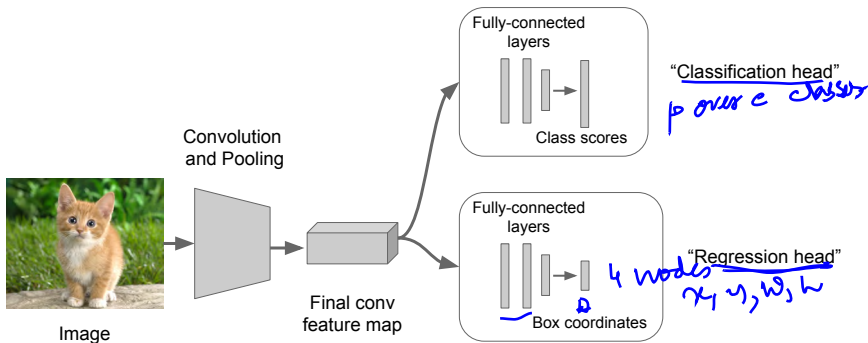 Fully-connected
layers
Class scores
“Classification head”
p over c classes
Convolution
and Pooling
Fully-connected
layers
Box coordinates
4 nodes
“Regression head”
x, y, w, h
Final conv
feature map
Image